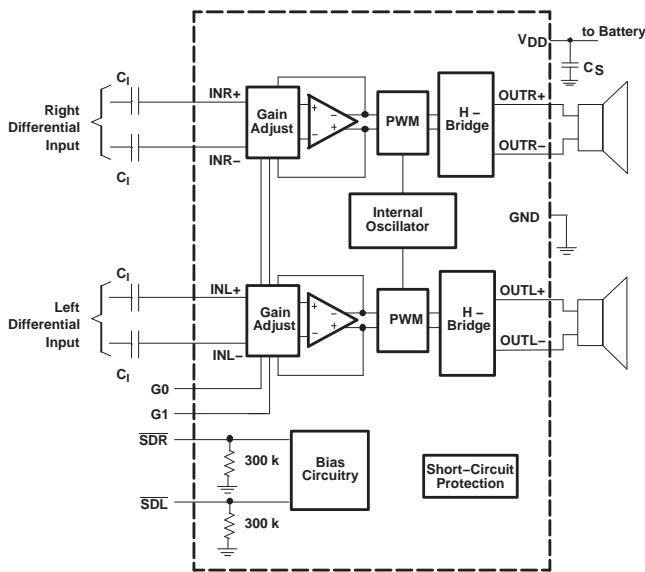 to Battery
VDD
CS
CI
INR+
Gain
Adjust
+
−
−
+
PWM
H −
Bridge
OUTR+
Right
Differential
Input
INR−
CI
OUTR−
Internal
Oscillator
GND
CI
INL+
Gain
Adjust
+
−
−
+
PWM
H −
Bridge
OUTL+
Left
Differential
Input
INL−
CI
OUTL−
G0
G1
SDR
300 k
Bias
Circuitry
Short−Circuit
Protection
SDL
300 k